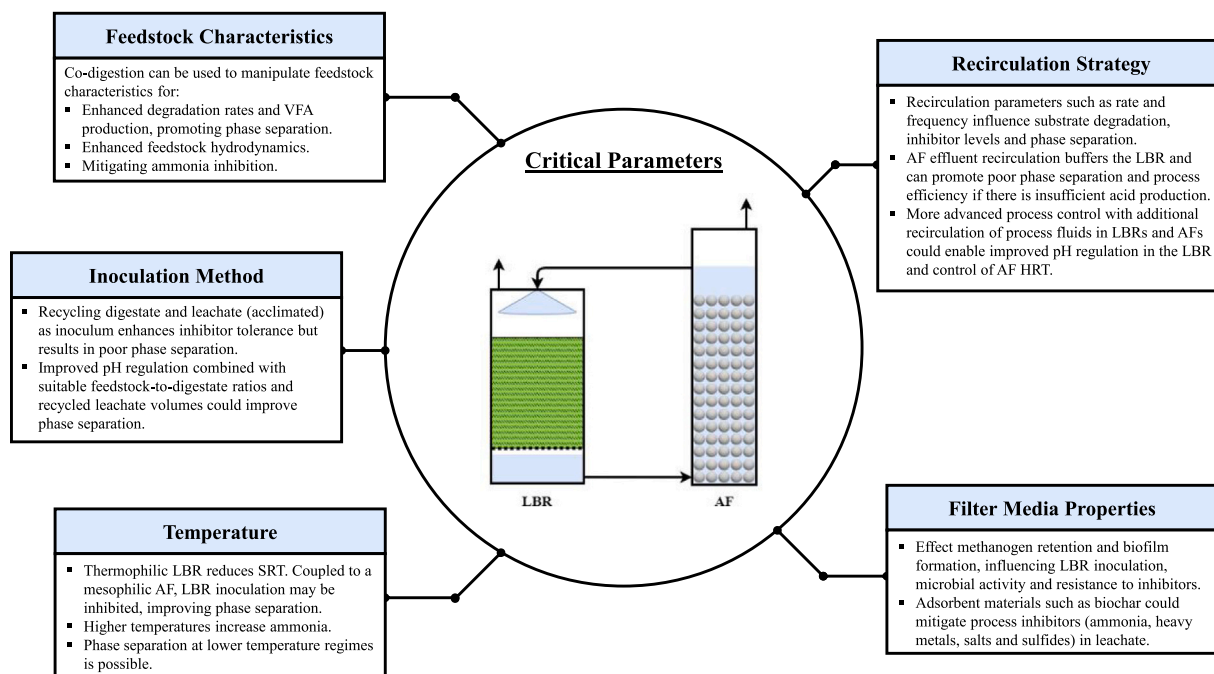 Feedstock Characteristics
Co-digestion can be used to manipulate feedstock
characteristics for:
▪ Enhanced degradation rates and VFA
production, promoting phase separation.
▪ Enhanced feedstock hydrodynamics.
▪ Mitigating ammonia inhibition.
Inoculation Method
▪ Recycling digestate and leachate (acclimated)
as inoculum enhances inhibitor tolerance but
results in poor phase separation.
▪ Improved pH regulation combined with
suitable feedstock-to-digestate ratios and
recycled leachate volumes could improve
phase separation.
Temperature
▪ Thermophilic LBR reduces SRT. Coupled to a
mesophilic AF, LBR inoculation may be
inhibited, improving phase separation.
▪ Higher temperatures increase ammonia.
▪ Phase separation at lower temperature regimes
is possible.
Critical Parameters
LBR
AF
Recirculation Strategy
▪ Recirculation parameters such as rate and
frequency influence substrate degradation,
inhibitor levels and phase separation.
▪ AF effluent recirculation buffers the LBR and
can promote poor phase separation and process
efficiency if there is insufficient acid production.
▪ More advanced process control with additional
recirculation of process fluids in LBRs and AFs
could enable improved pH regulation in the LBR
and control of AF HRT.
Filter Media Properties
▪ Effect methanogen retention and biofilm
formation, influencing LBR inoculation,
microbial activity and resistance to inhibitors.
▪ Adsorbent materials such as biochar could
mitigate process inhibitors (ammonia, heavy
metals, salts and sulfides) in leachate.